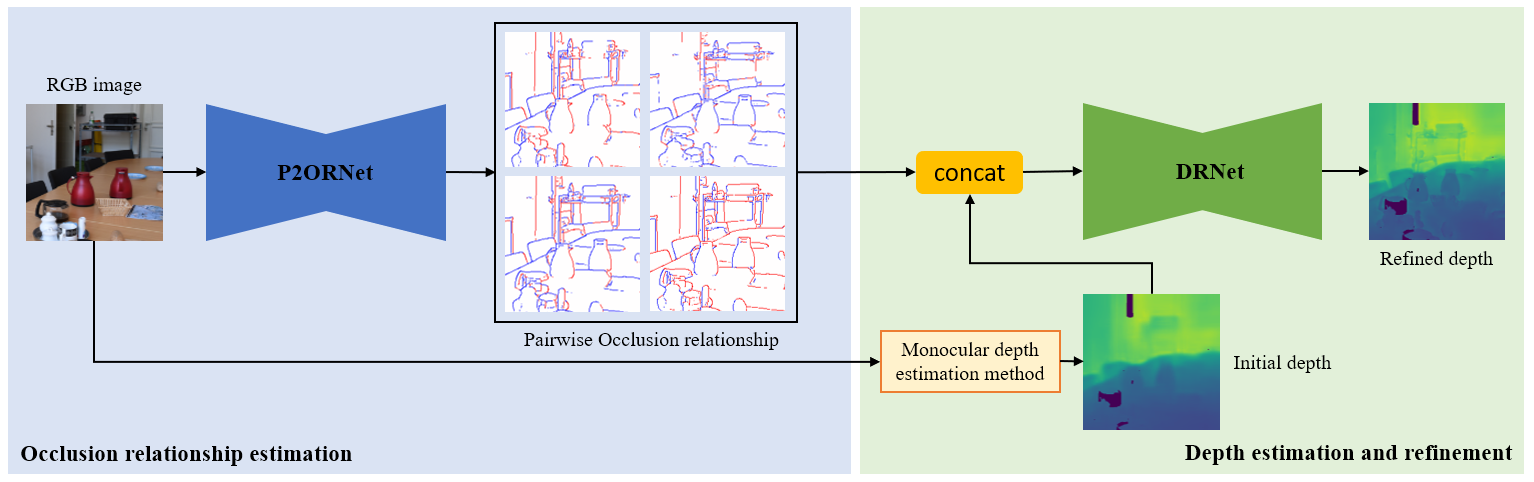 RGB image
P2ORNet
Pairwise Occlusion relationship
Occlusion relationship estimation
concat
DRNet
Refined depth
Monocular depth
estimation method
Initial depth
Depth estimation and refinement